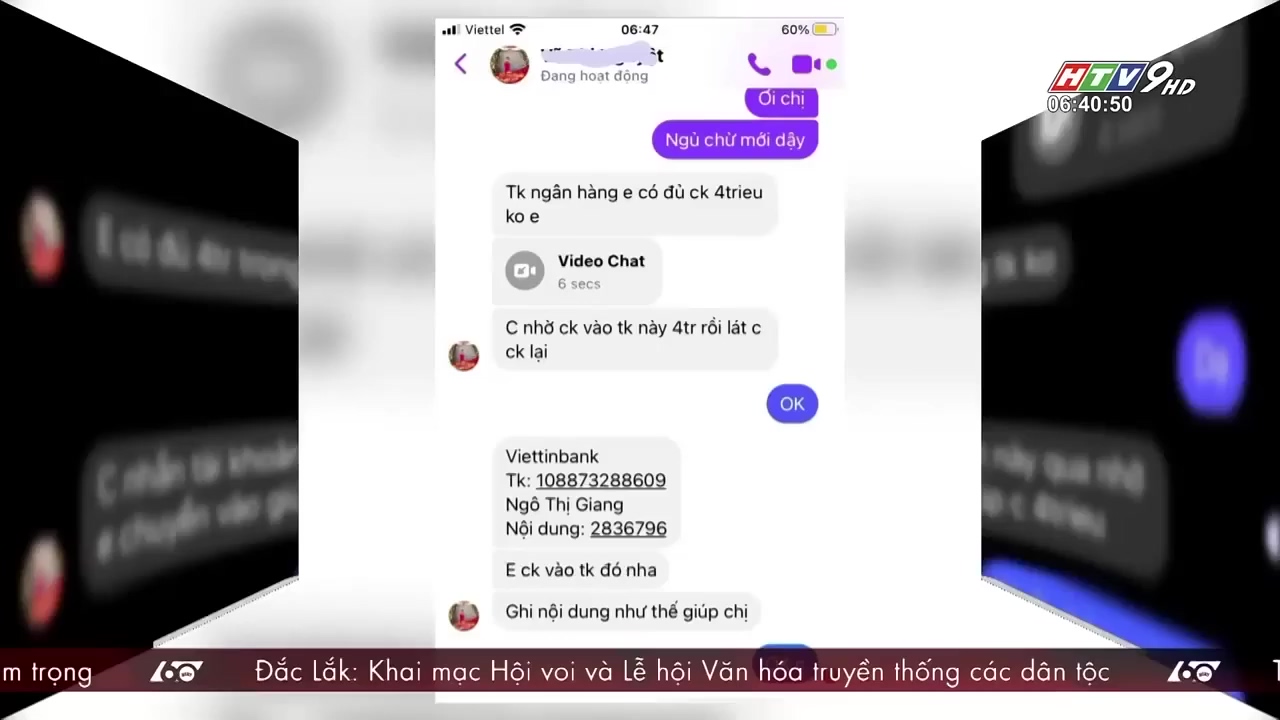 Viettel
06:47
60%
Đang hoạt động
HTV9 HD
06:40:50
Ơi chị
Ngủ chừ mới dậy
Tk ngân hàng e có đủ ck 4trieu
ko e
Video Chat
6 secs
C nhờ ck vào tk này 4tr rồi lát c
ck lại
OK
Viettinbank
Tk: 108873288609
Ngô Thị Giang
Nội dung: 2836796
E ck vào tk đó nha
Ghi nội dung như thế giúp chị
m trọng
60 giây
Đắc Lắk: Khai mạc Hội voi và Lễ hội Văn hóa truyền thống các dân tộc
60 giây